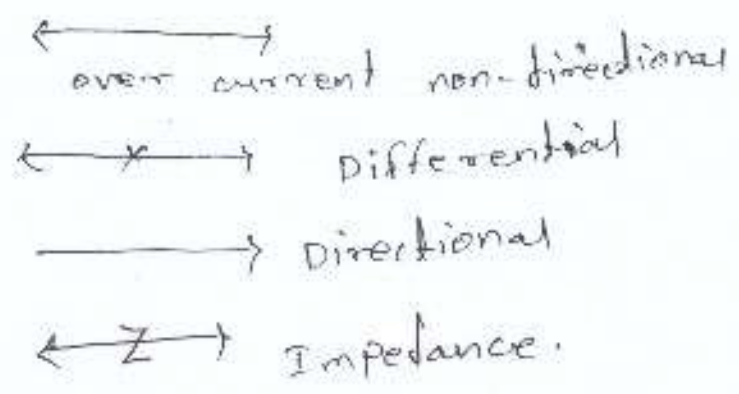 over current non-directional
x Differential
Directional
Z Impedance.